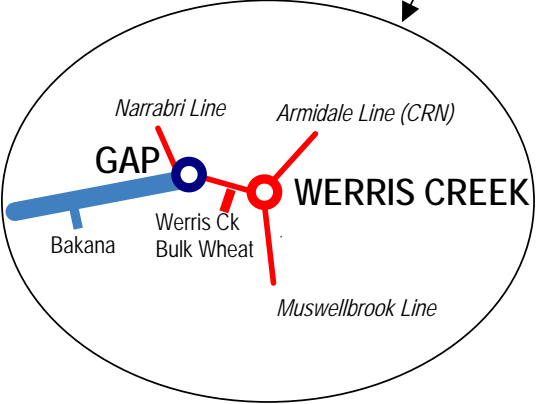 Narrabri Line
Armidale Line (CRN)
GAP
WERRIS CREEK
Bakana
Werris Ck
Bulk Wheat
Muswellbrook Line